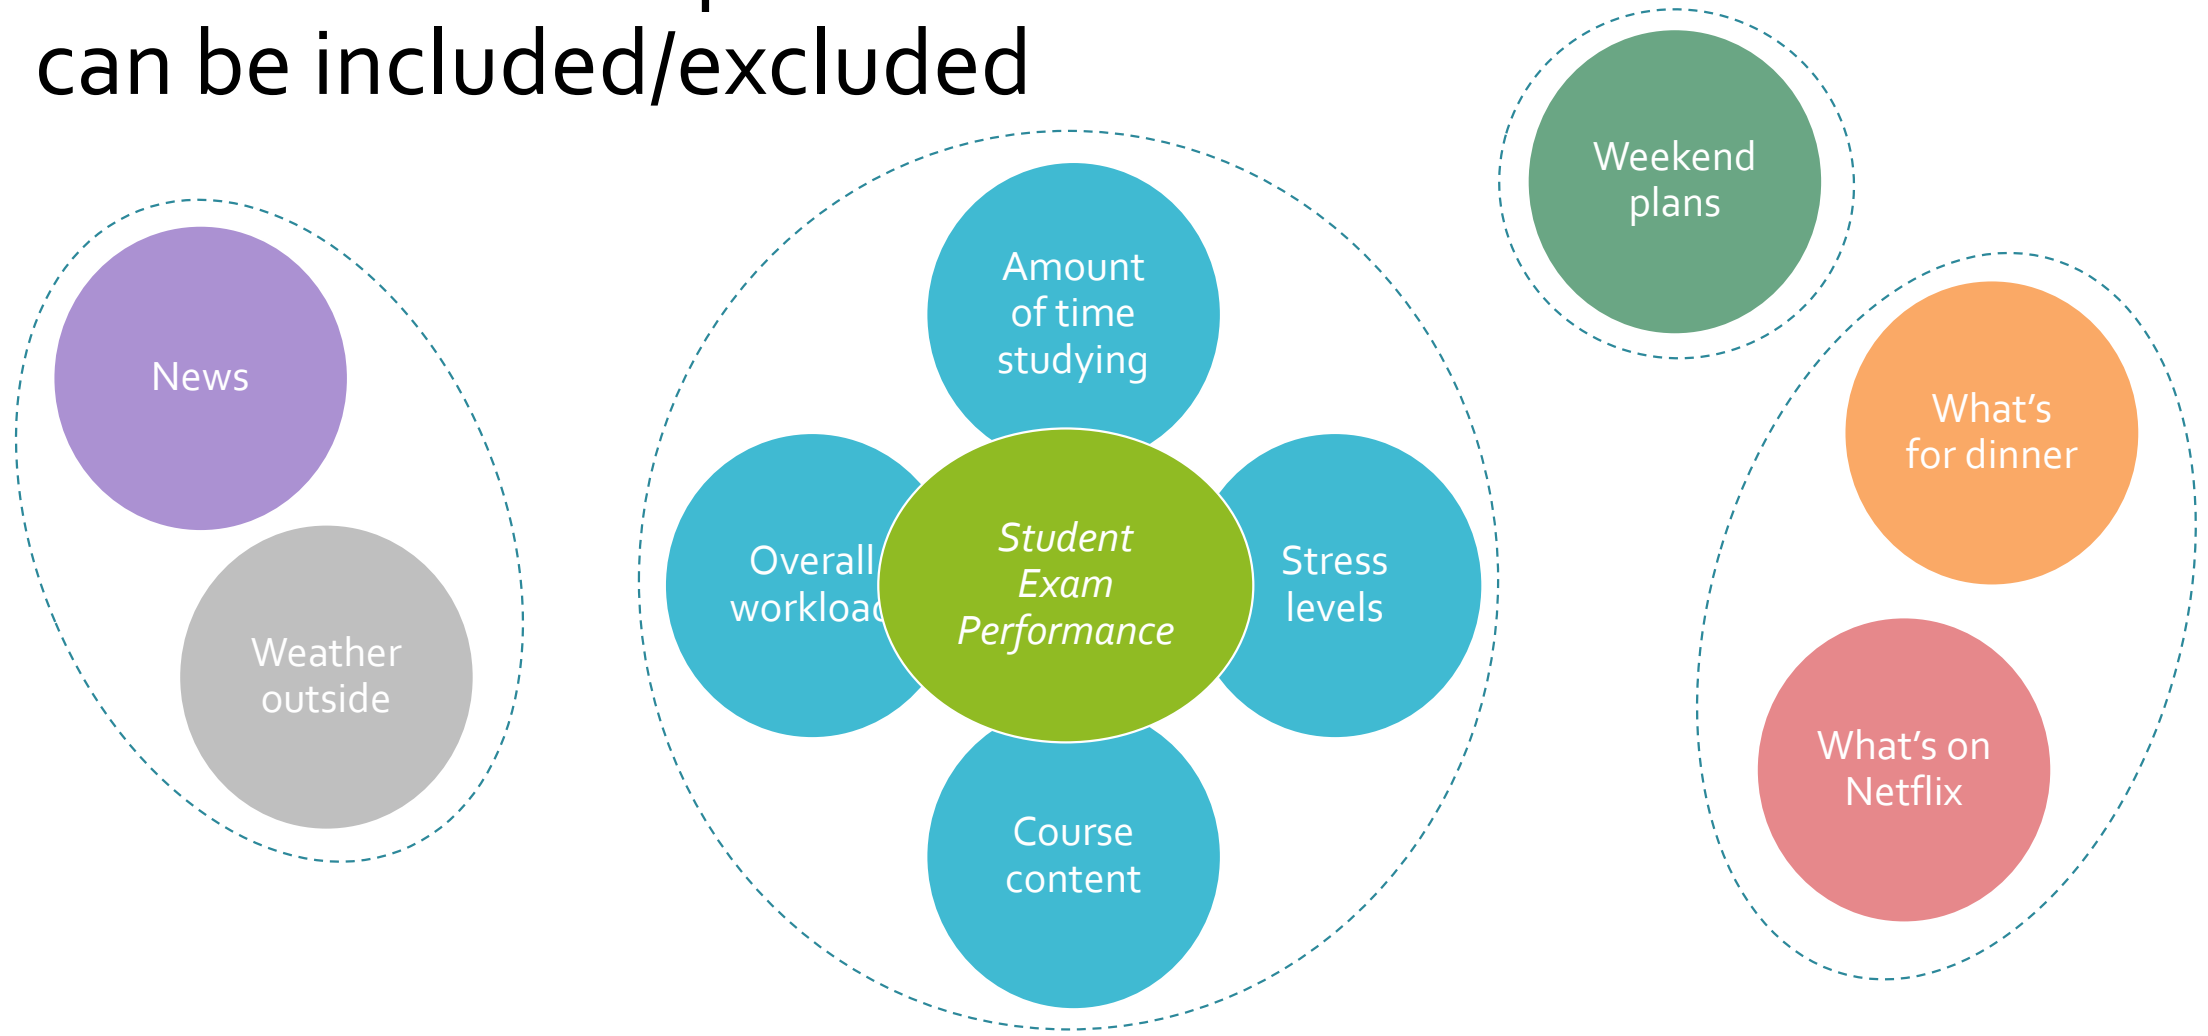 can be included/excluded
Weekend
plans
Amount
of time
studying
News
What's
for dinner
Overall
workload
Student
Exam
Performance
Stress
levels
Weather
outside
What's on
Netflix
Course
content